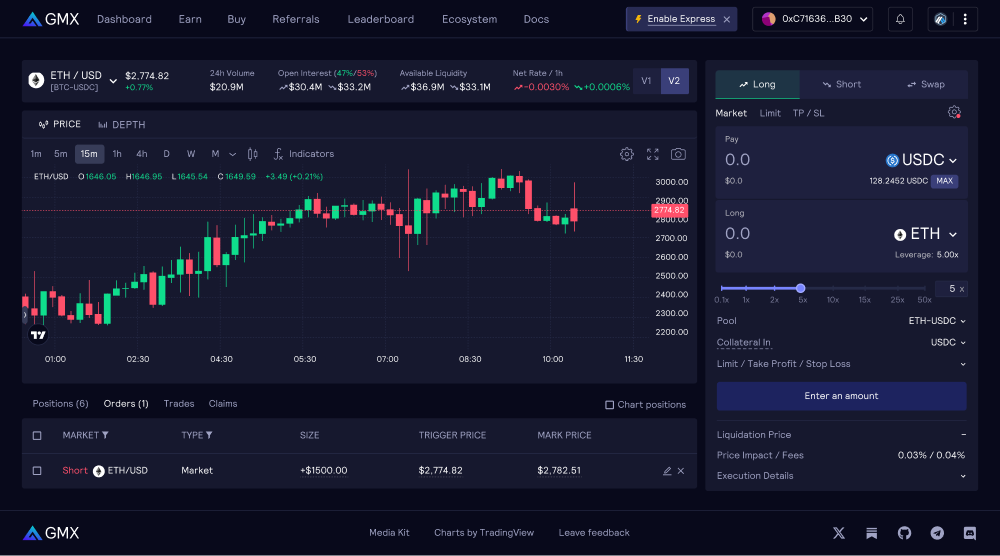 GMX Dashboard Earn Buy Referrals Leaderboard Ecosystem Docs Enable Express 0xC71636...B30
ETH / USD
[BTC-USDC]
$2,774.82
+0.77%
24h Volume
$20.9M
Open Interest (47%/53%)
$30.4M $33.2M
Available Liquidity
$36.9M $33.1M
Net Rate / 1h
−0.0030% +0.0006%
V1 V2
PRICE DEPTH
1m 5m 15m 1h 4h D W M Indicators
ETH/USD O1646.05 H1646.95 L1645.54 C1649.59 +3.49 (+0.21%)
3000.00
2900.00
2774.82
2800.00
2700.00
2600.00
2500.00
2400.00
2300.00
2200.00
01:00 02:30 04:30 05:30 07:00 08:30 10:00 11:30
Long Short Swap
Market Limit TP / SL
Pay
0.0 USDC
$0.0 128.2452 USDC MAX
Long
0.0 ETH
$0.0 Leverage: 5.00x
5 x
0.1x 1x 2x 5x 10x 15x 25x 50x
Pool ETH-USDC
Collateral In USDC
Limit / Take Profit / Stop Loss
Enter an amount
Liquidation Price –
Price Impact / Fees 0.03% / 0.04%
Execution Details
Positions (6) Orders (1) Trades Claims Chart positions
MARKET TYPE SIZE TRIGGER PRICE MARK PRICE
Short ETH/USD Market +$1500.00 $2,774.82 $2,782.51
GMX Media Kit Charts by TradingView Leave feedback